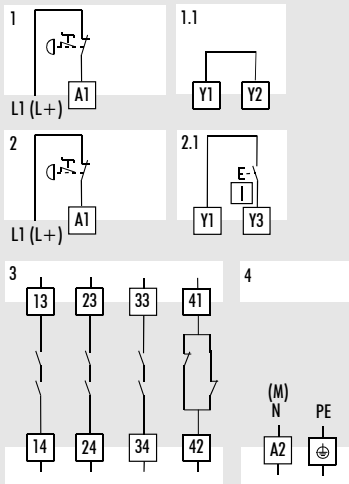 1
1.1
A1
Y1 Y2
L1 (L+)
2
2.1
E-
I
A1
Y1 Y3
L1 (L+)
3
4
13 23 33 41
(M)
N PE
14 24 34 42
A2